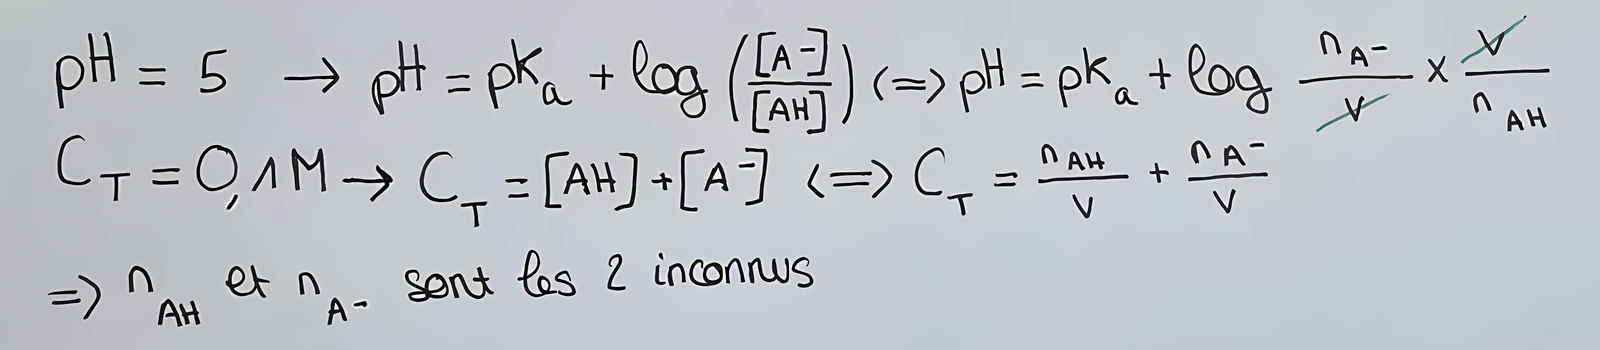 pH = 5 → pH = pKa + log ([A-]/[AH]) <=> pH = pKa + log nA-/V × V/nAH
CT = 0,1M → CT = [AH] + [A-] <=> CT = nAH/V + nA-/V
=> nAH et nA- sont les 2 inconnus